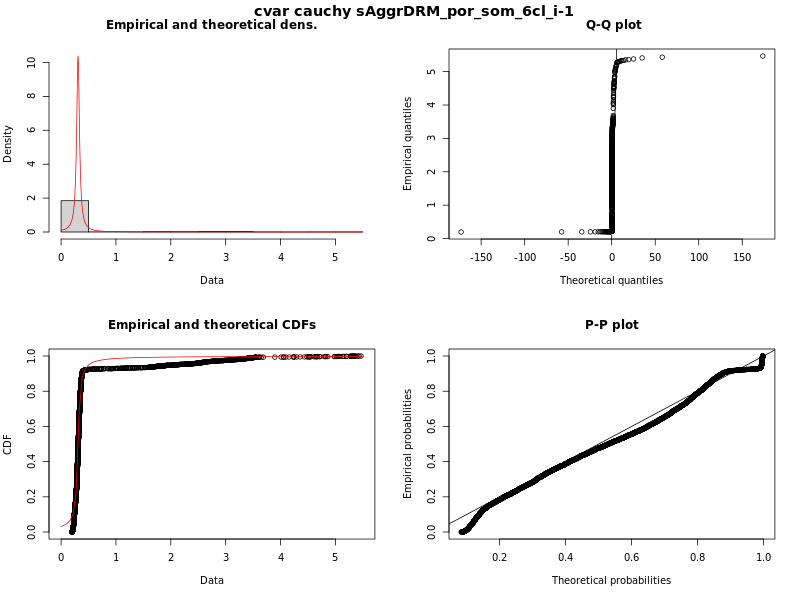 cvar cauchy sAggrDRM_por_som_6cl_i-1
Empirical and theoretical dens.
Density
0 2 4 6 8 10
0 1 2 3 4 5
Data
Q-Q plot
Empirical quantiles
0 1 2 3 4 5
-150 -100 -50 0 50 100 150
Theoretical quantiles
Empirical and theoretical CDFs
CDF
0.0 0.2 0.4 0.6 0.8 1.0
0 1 2 3 4 5
Data
P-P plot
Empirical probabilities
0.0 0.2 0.4 0.6 0.8 1.0
0.2 0.4 0.6 0.8 1.0
Theoretical probabilities